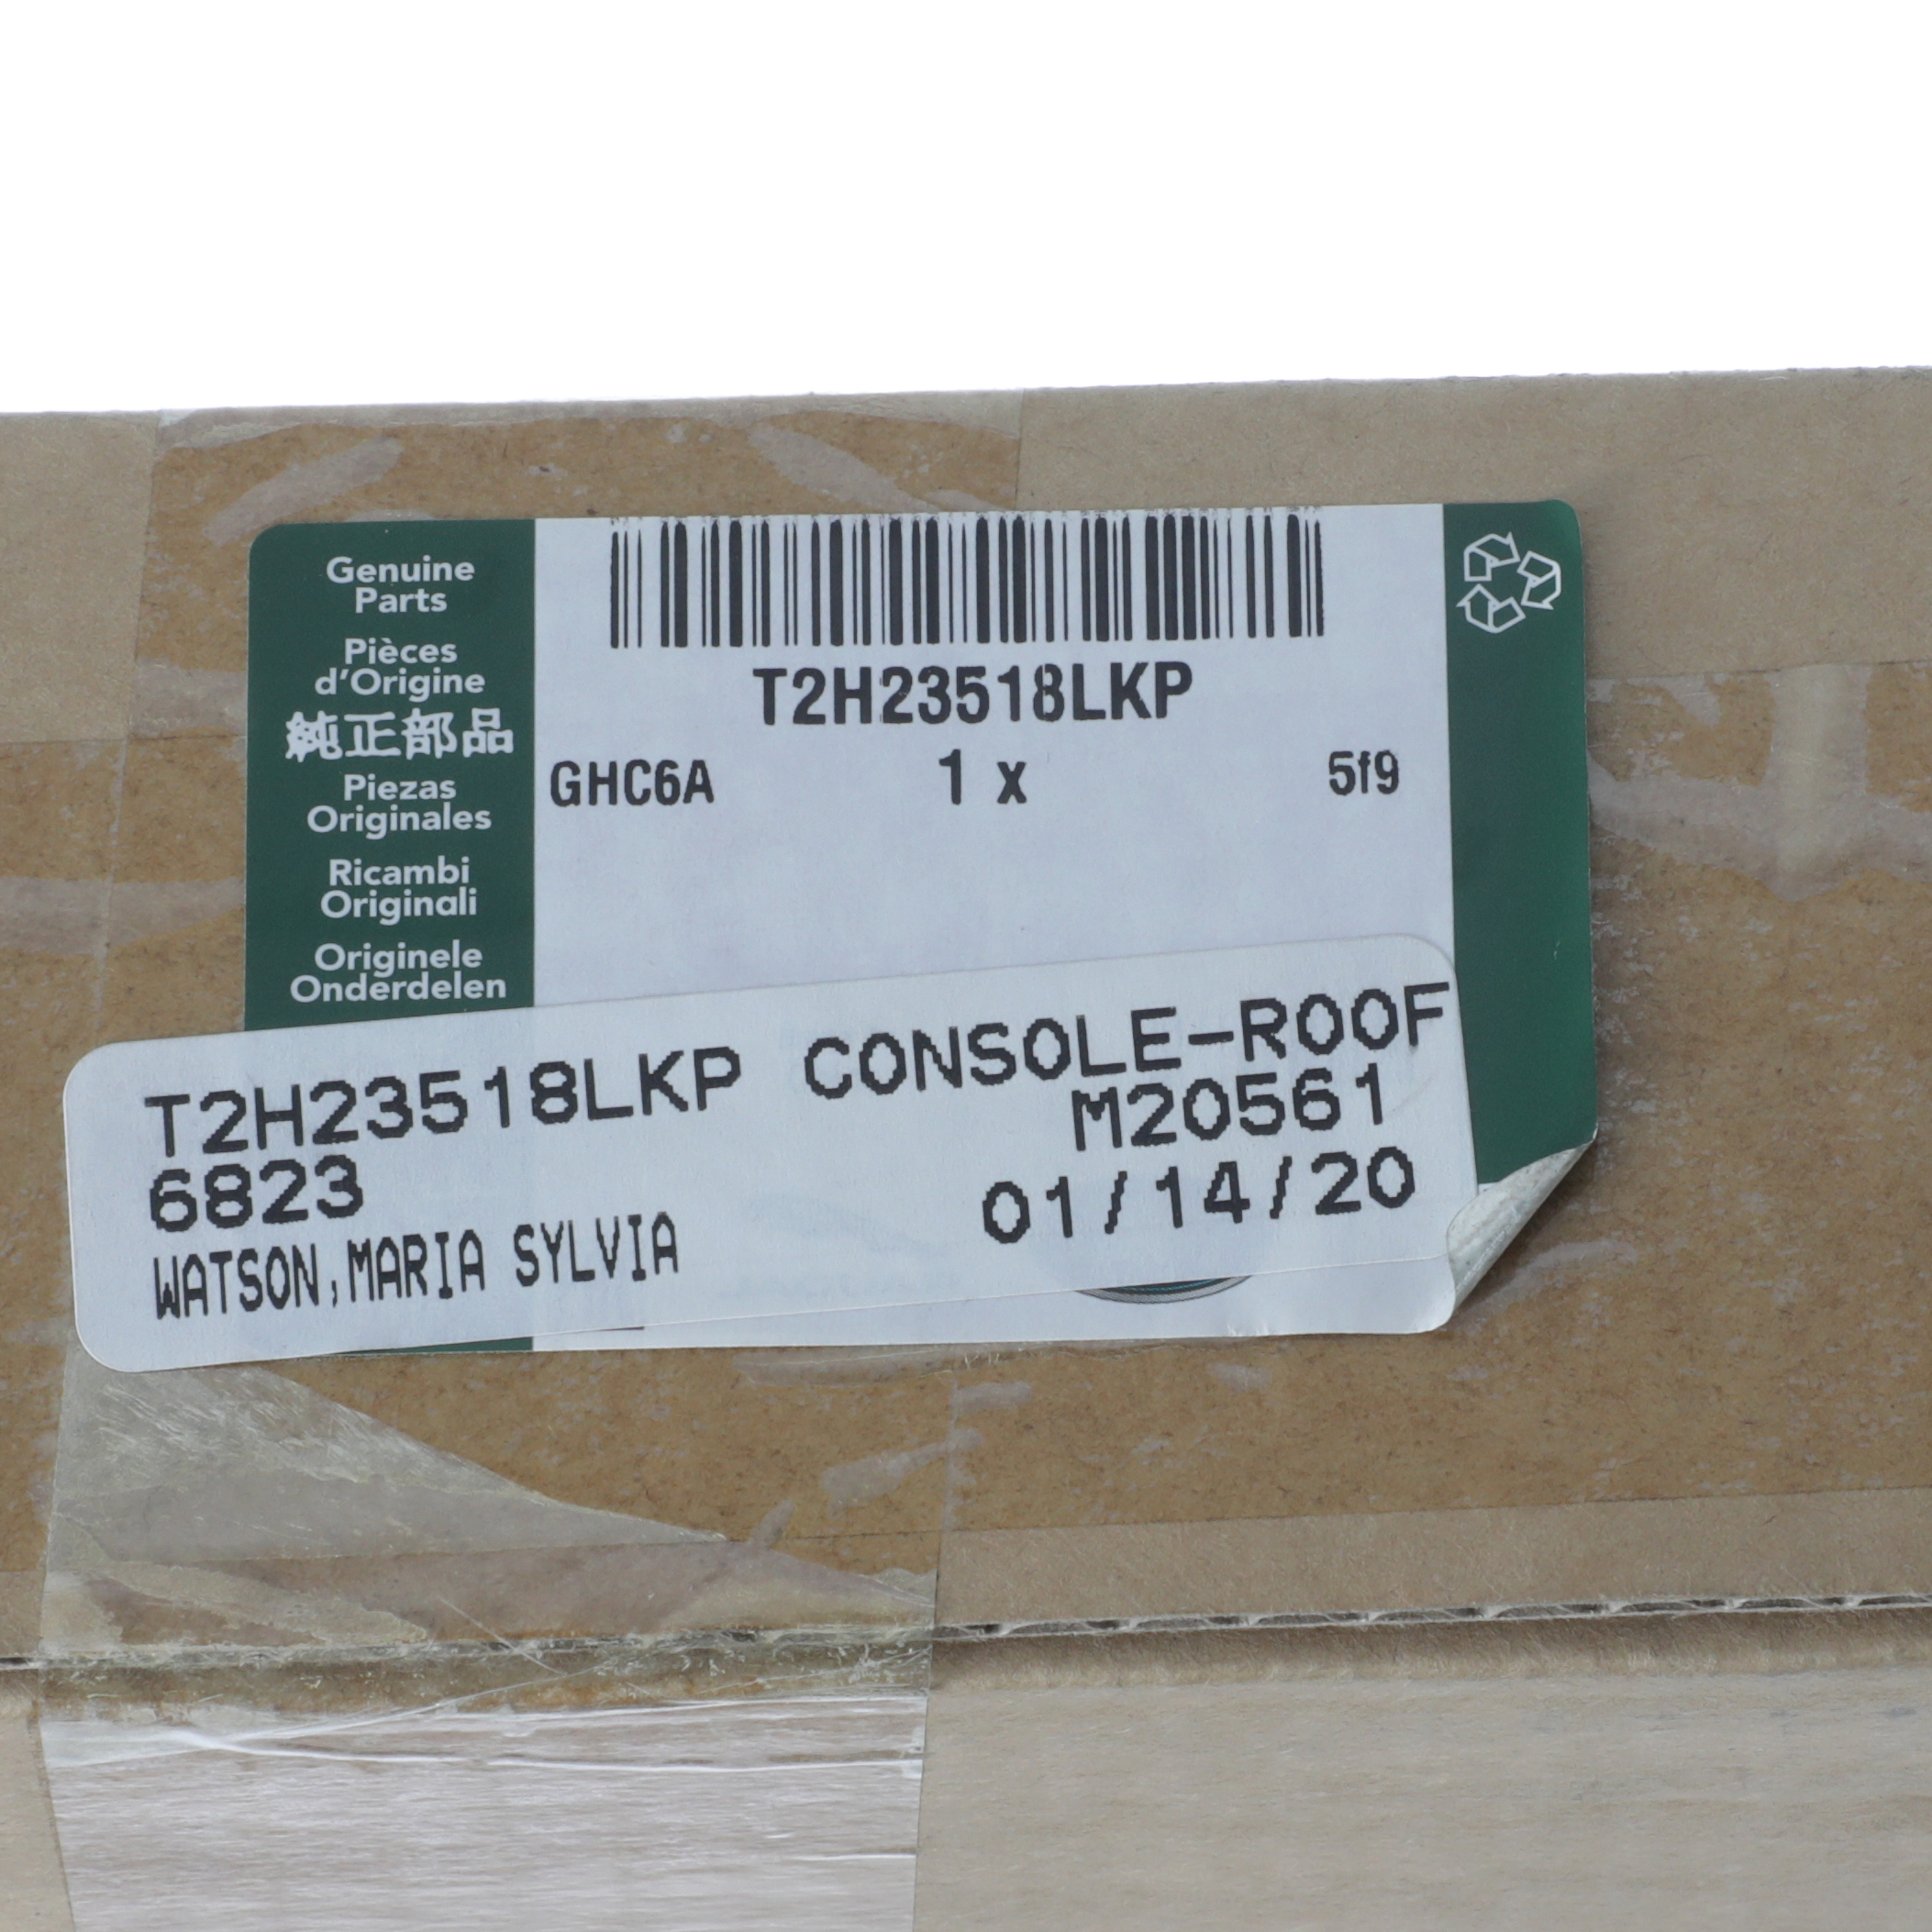 Genuine
Parts
Pièces
d'Origine
純正部品
Piezas
Originales
Ricambi
Originali
Originele
Onderdelen
T2H23518LKP
GHC6A 1 x 5f9
T2H23518LKP CONSOLE-ROOF
M20561
6823
01/14/20
WATSON,MARIA SYLVIA